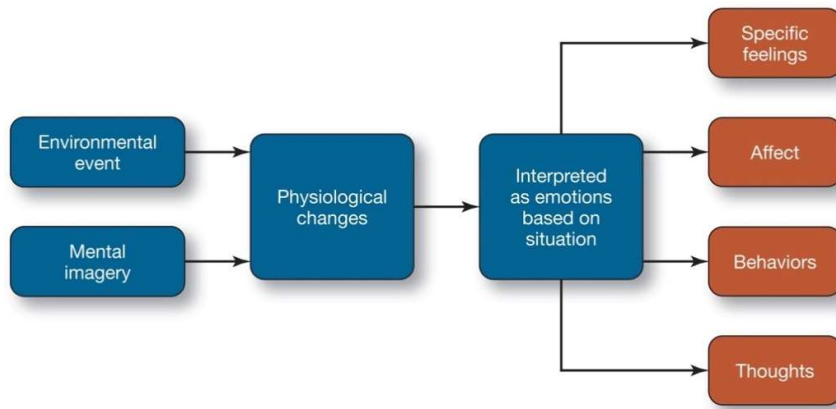 Environmental
event
Mental
imagery
Physiological
changes
Interpreted
as emotions
based on
situation
Specific
feelings
Affect
Behaviors
Thoughts